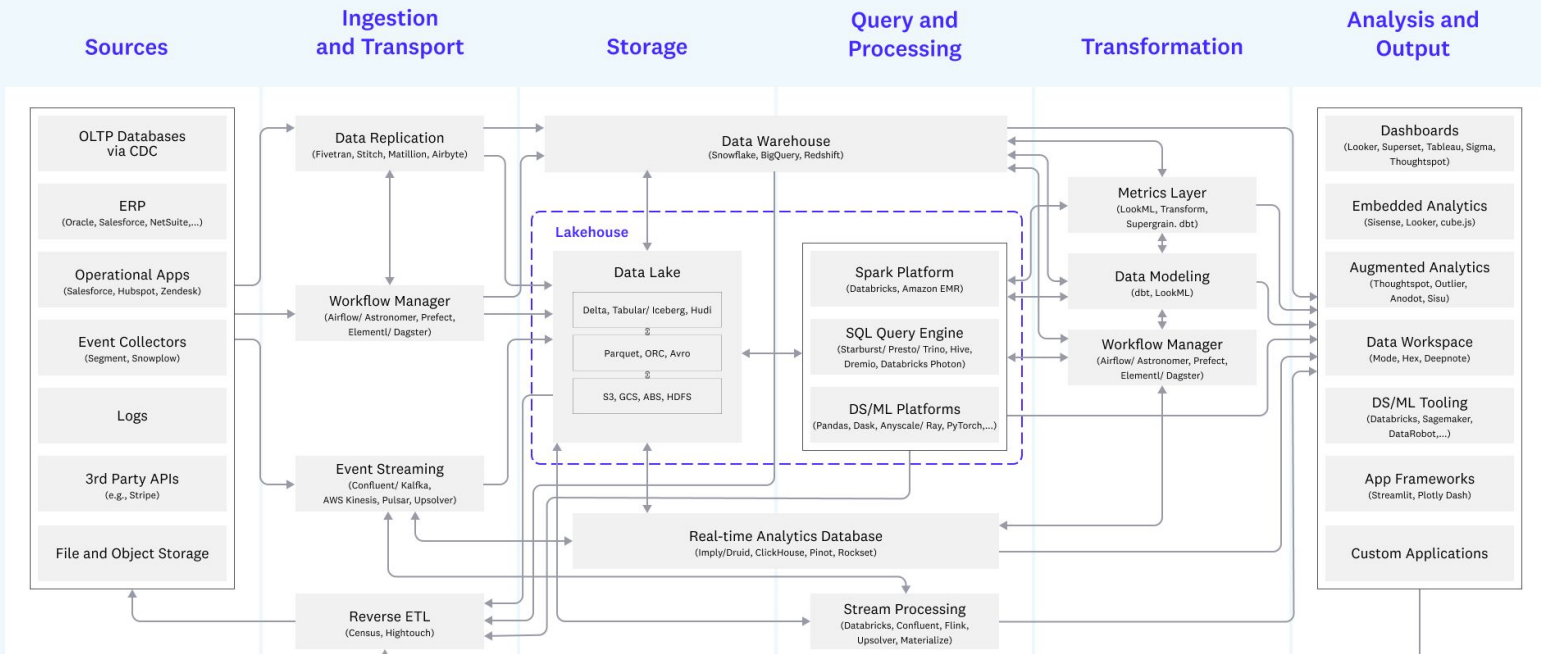 Sources
Ingestion
and Transport
Storage
Query and
Processing
Transformation
Analysis and
Output
OLTP Databases
via CDC
ERP
(Oracle, Salesforce, NetSuite,...)
Operational Apps
(Salesforce, Hubspot, Zendesk)
Event Collectors
(Segment, Snowplow)
Logs
3rd Party APIs
(e.g., Stripe)
File and Object Storage
Data Replication
(Fivetran, Stitch, Matillion, Airbyte)
Workflow Manager
(Airflow/ Astronomer, Prefect,
Elementl/ Dagster)
Event Streaming
(Confluent/ Kalfka,
AWS Kinesis, Pulsar, Upsolver)
Reverse ETL
(Census, Hightouch)
Data Warehouse
(Snowflake, BigQuery, Redshift)
Lakehouse
Data Lake
Delta, Tabular/ Iceberg, Hudi
Parquet, ORC, Avro
S3, GCS, ABS, HDFS
Spark Platform
(Databricks, Amazon EMR)
SQL Query Engine
(Starburst/ Presto/ Trino, Hive,
Dremio, Databricks Photon)
DS/ML Platforms
(Pandas, Dask, Anyscale/ Ray, PyTorch,...)
Real-time Analytics Database
(Imply/Druid, ClickHouse, Pinot, Rockset)
Stream Processing
(Databricks, Confluent, Flink,
Upsolver, Materialize)
Metrics Layer
(LookML, Transform,
Supergrain. dbt)
Data Modeling
(dbt, LookML)
Workflow Manager
(Airflow/ Astronomer, Prefect,
Elementl/ Dagster)
Dashboards
(Looker, Superset, Tableau, Sigma,
Thoughtspot)
Embedded Analytics
(Sisense, Looker, cube.js)
Augmented Analytics
(Thoughtspot, Outlier,
Anodot, Sisu)
Data Workspace
(Mode, Hex, Deepnote)
DS/ML Tooling
(Databricks, Sagemaker,
DataRobot,...)
App Frameworks
(Streamlit, Plotly Dash)
Custom Applications